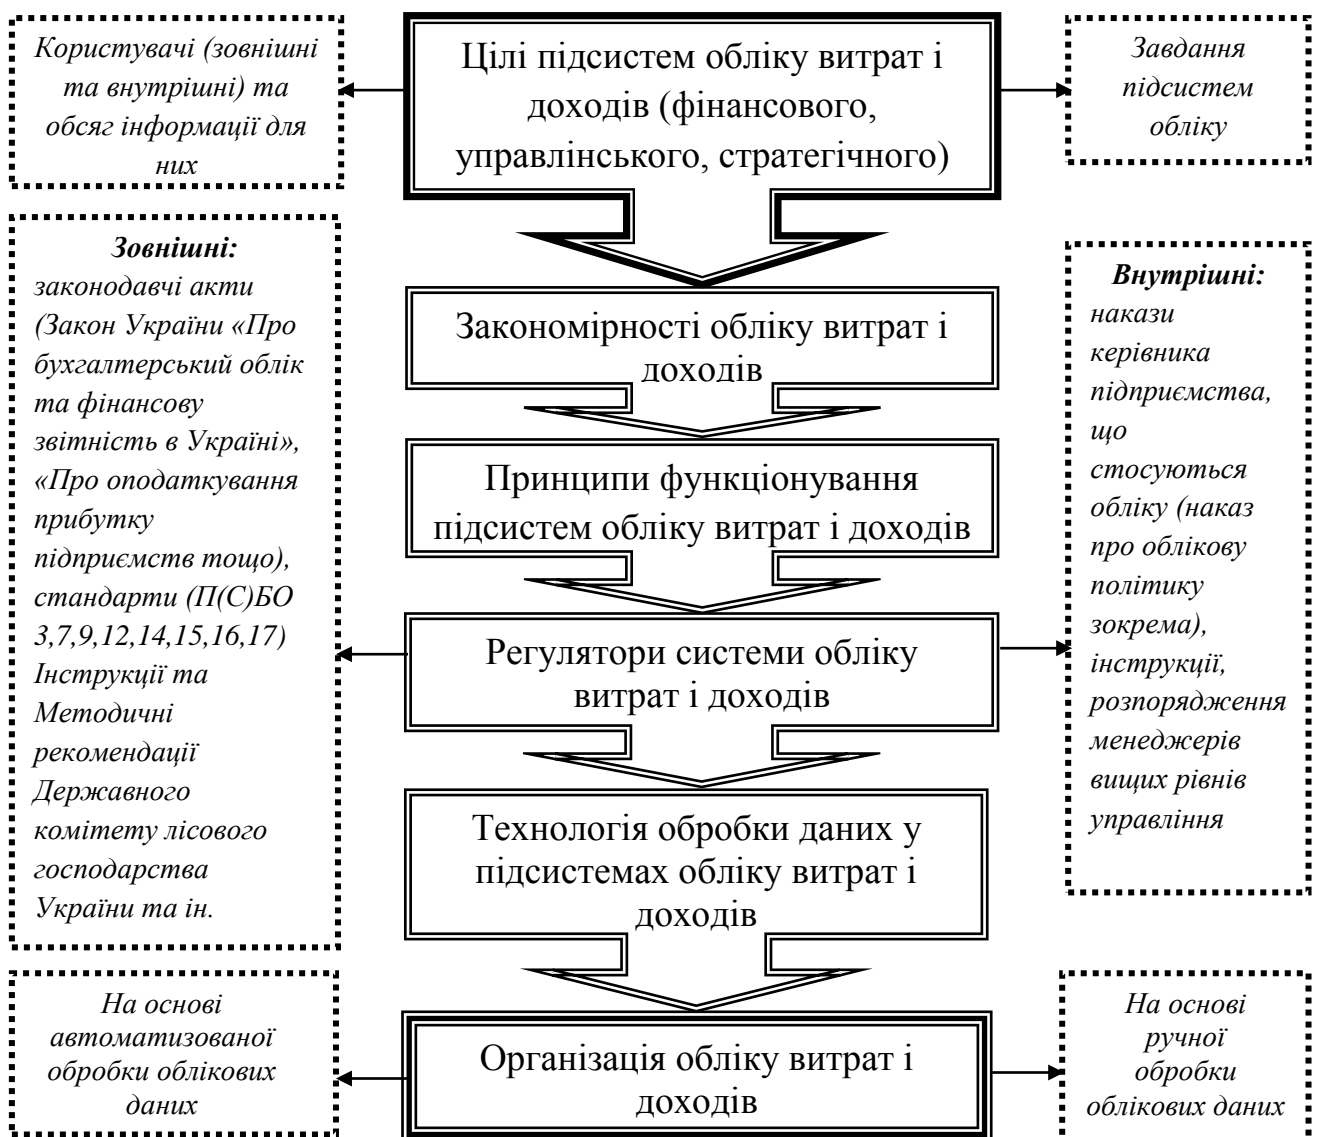 Користувачі (зовнішні
та внутрішні) та
обсяг інформації для
них
Цілі підсистем обліку витрат і
доходів (фінансового,
управлінського, стратегічного)
Завдання
підсистем
обліку
Зовнішні:
законодавчі акти
(Закон України «Про
бухгалтерський облік
та фінансову
звітність в Україні»,
«Про оподаткування
прибутку
підприємств тощо),
стандарти (П(С)БО
3,7,9,12,14,15,16,17)
Інструкції та
Методичні
рекомендації
Державного
комітету лісового
господарства
України та ін.
Закономірності обліку витрат і
доходів
Принципи функціонування
підсистем обліку витрат і доходів
Регулятори системи обліку
витрат і доходів
Технологія обробки даних у
підсистемах обліку витрат і
доходів
Внутрішні:
накази
керівника
підприємства,
що
стосуються
обліку (наказ
про облікову
політику
зокрема),
інструкції,
розпорядження
менеджерів
вищих рівнів
управління
На основі
автоматизованої
обробки облікових
даних
Організація обліку витрат і
доходів
На основі
ручної
обробки
облікових даних